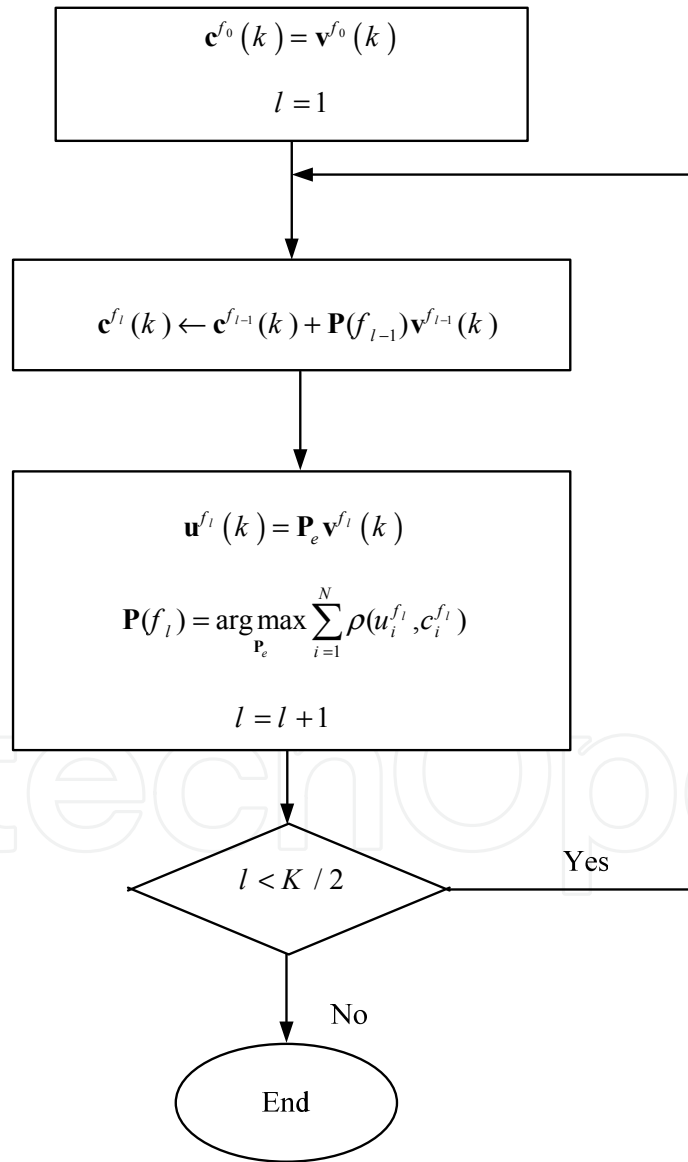 𝐜^{f_0}(k) = 𝐯^{f_0}(k)
l = 1
𝐜^{f_l}(k) ← 𝐜^{f_{l-1}}(k) + 𝐏(f_{l-1})𝐯^{f_{l-1}}(k)
𝐮^{f_l}(k) = 𝐏_e 𝐯^{f_l}(k)
𝐏(f_l) = arg max_{𝐏_e} ∑_{i=1}^{N} ρ(u_i^{f_l}, c_i^{f_l})
l = l + 1
l < K / 2
Yes
No
End